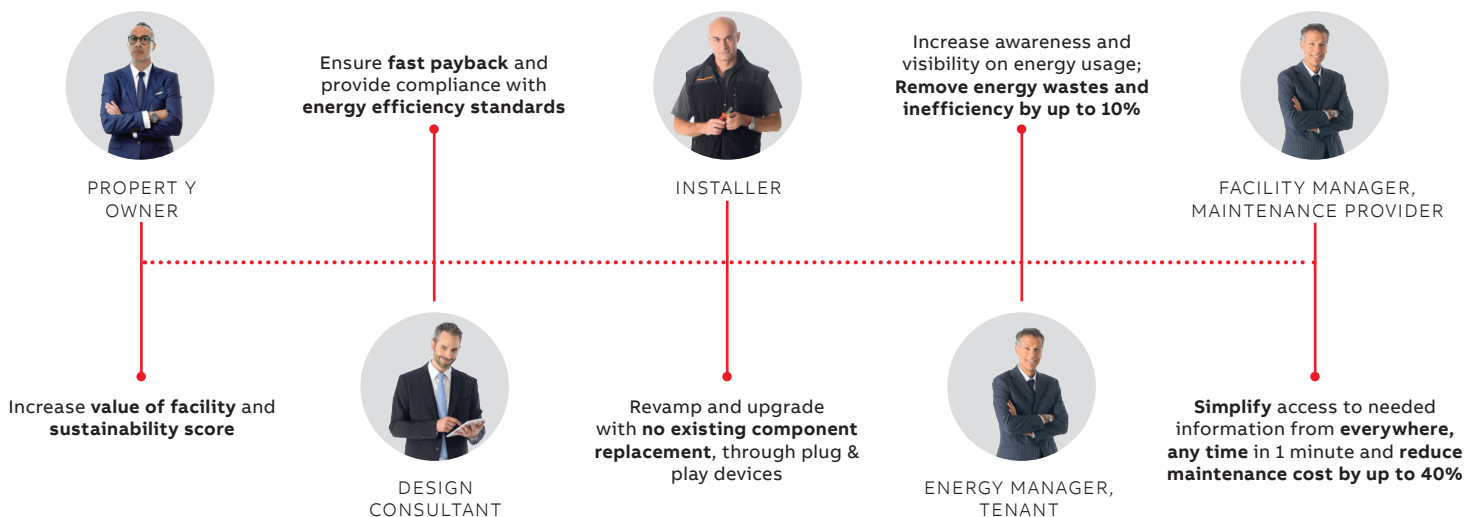 PROPERT Y
OWNER
Increase value of facility and
sustainability score
Ensure fast payback and
provide compliance with
energy efficiency standards
DESIGN
CONSULTANT
INSTALLER
Revamp and upgrade
with no existing component
replacement, through plug &
play devices
Increase awareness and
visibility on energy usage;
Remove energy wastes and
inefficiency by up to 10%
ENERGY MANAGER,
TENANT
FACILITY MANAGER,
MAINTENANCE PROVIDER
Simplify access to needed
information from everywhere,
any time in 1 minute and reduce
maintenance cost by up to 40%